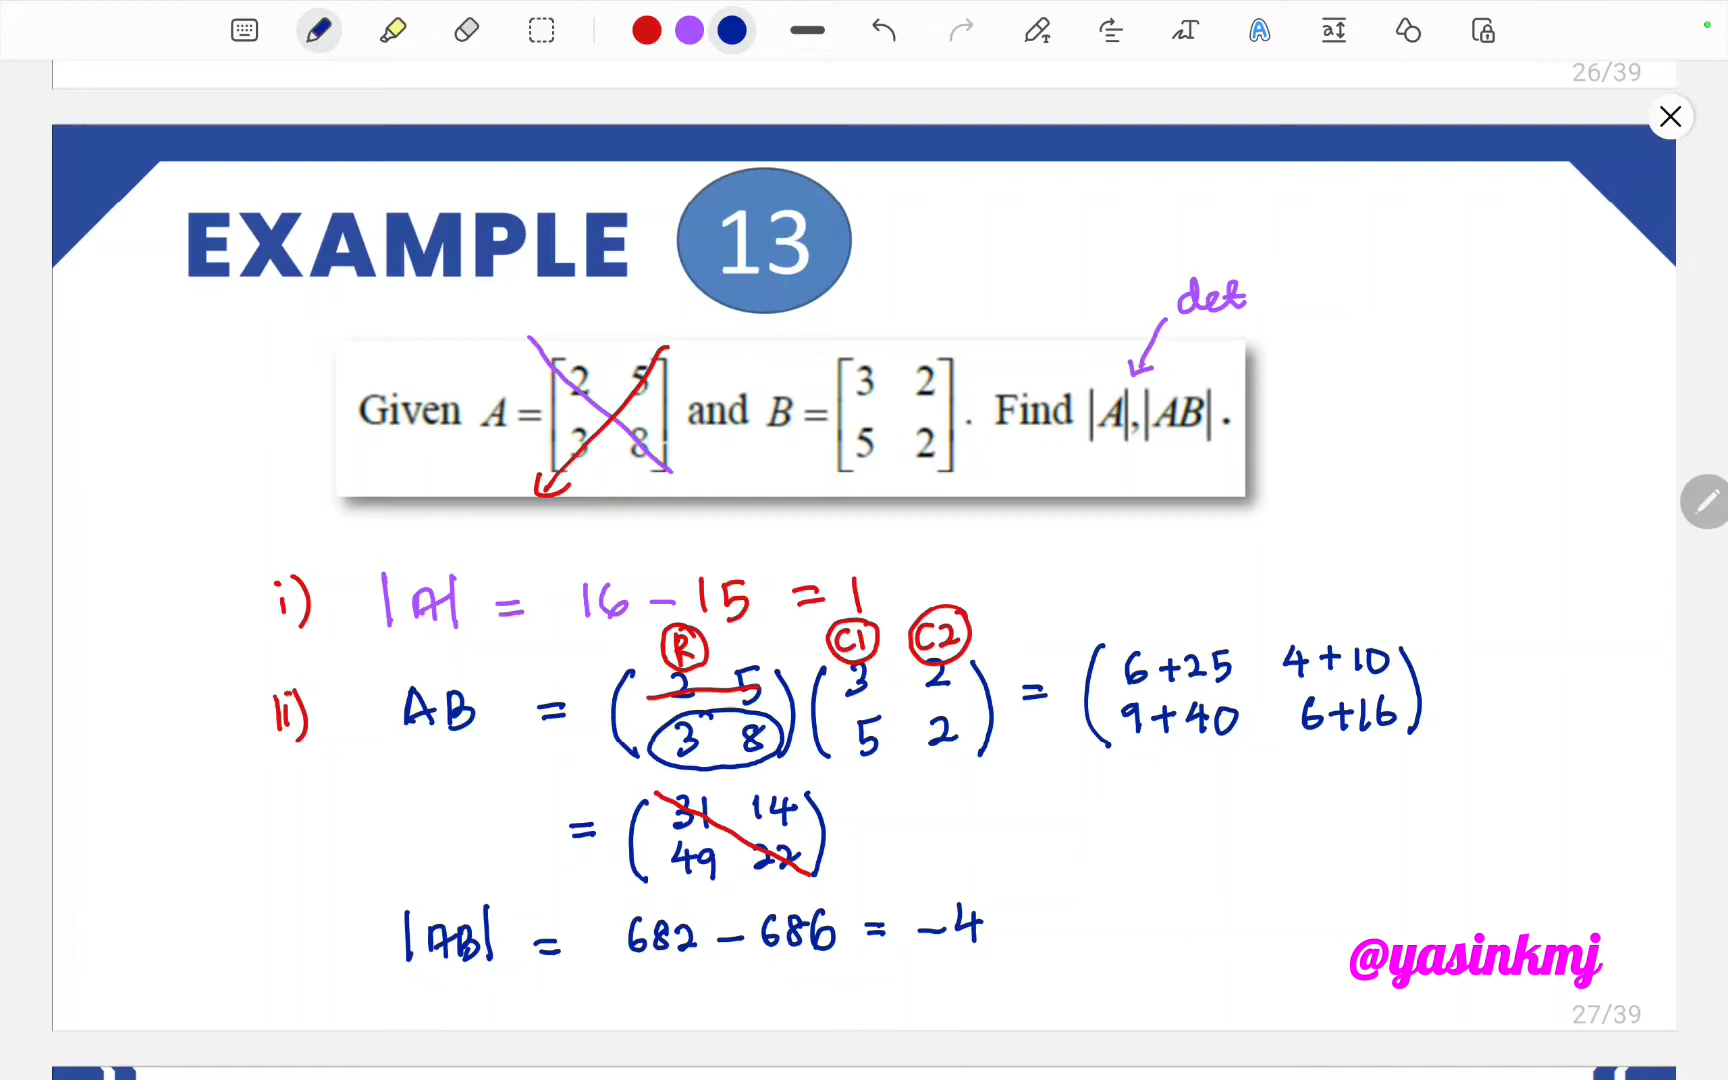 26/39
EXAMPLE 13
det
Given A = [2 5
3 8] and B = [3 2
5 2]. Find |A|,|AB|.
i) |A| = 16 - 15 = 1
R C1 C2
ii) AB = (2 5
3 8)(3 2
5 2) = (6+25 4+10
9+40 6+16)
= (31 14
49 22)
|AB| = 682 - 686 = -4
@yasinkmj
27/39